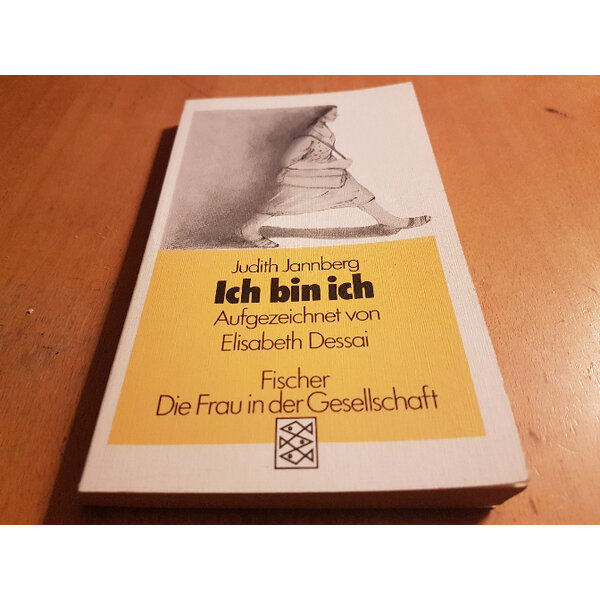 Judith Jannberg
Ich bin ich
Aufgezeichnet von
Elisabeth Dessai
Fischer
Die Frau in der Gesellschaft